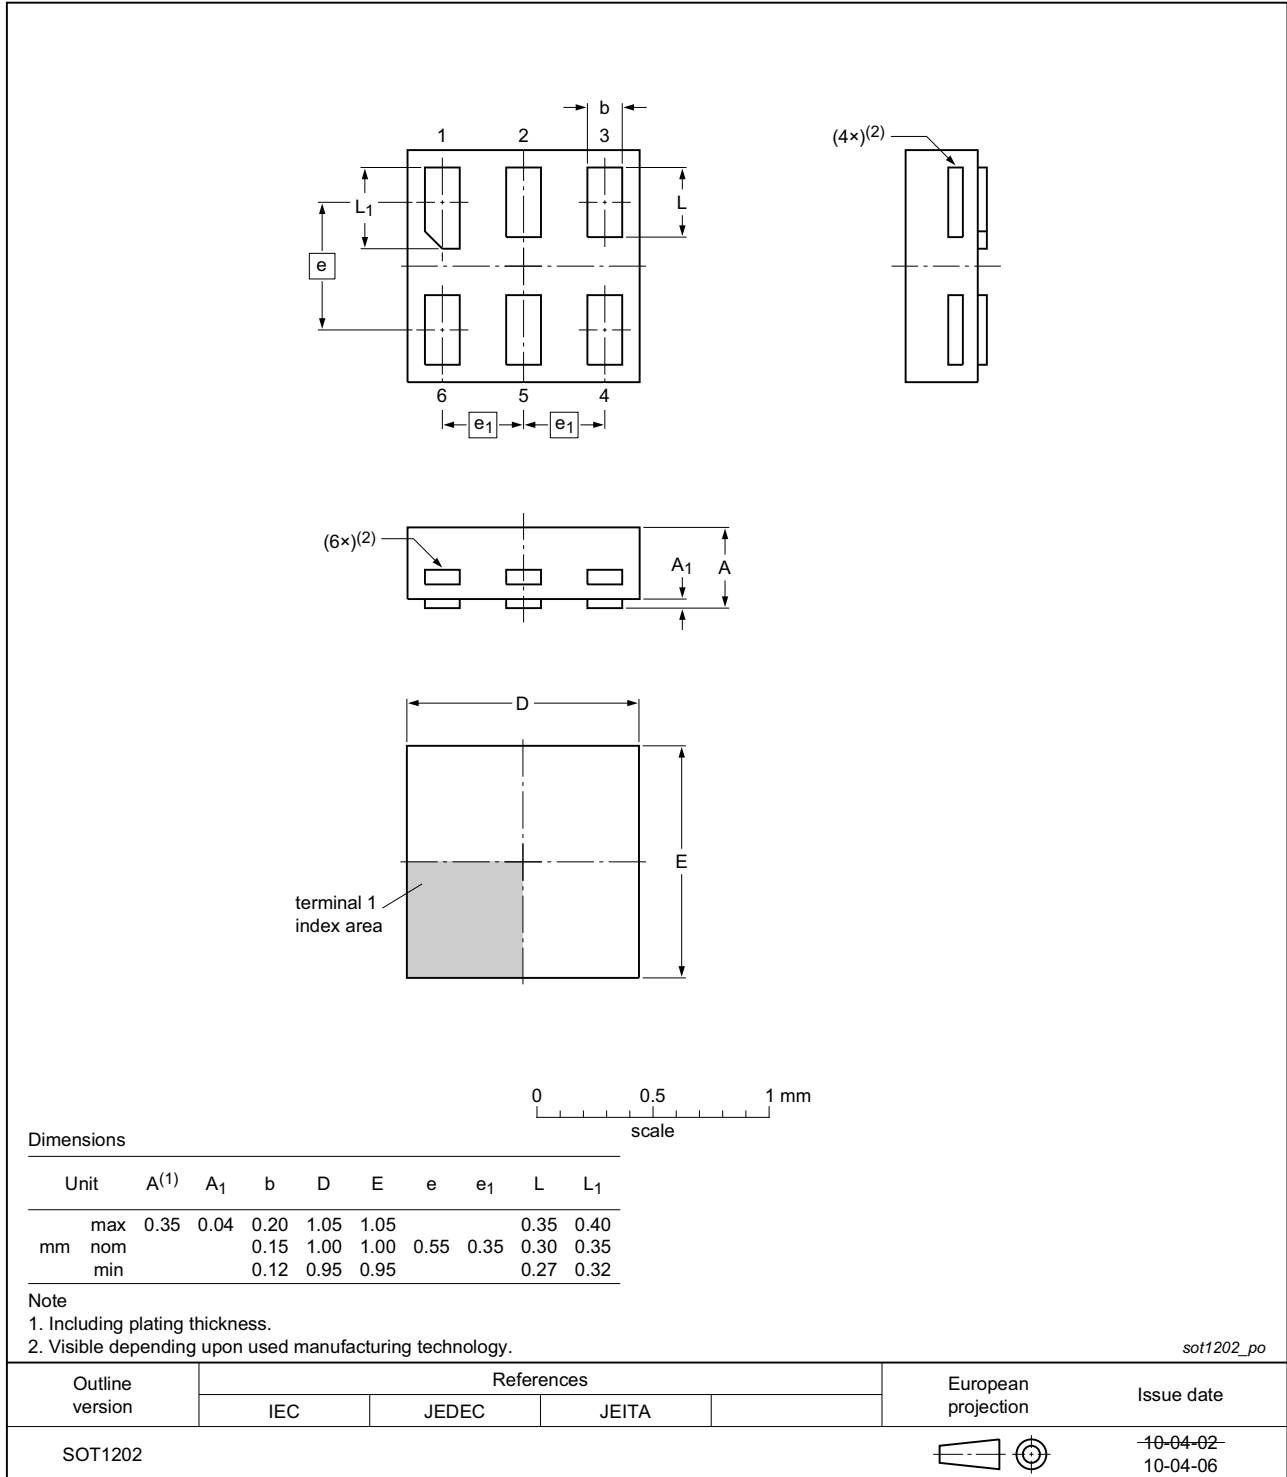 b
1 2 3
(4×)(2)
L1
L
e
6 5 4
e1 e1
(6×)(2)
A1 A
D
E
terminal 1
index area
0 0.5 1 mm
scale
Dimensions
Unit A(1) A1 b D E e e1 L L1
max 0.35 0.04 0.20 1.05 1.05 0.35 0.40
mm nom 0.15 1.00 1.00 0.55 0.35 0.30 0.35
min 0.12 0.95 0.95 0.27 0.32
Note
1. Including plating thickness.
2. Visible depending upon used manufacturing technology.
sot1202_po
Outline
version
References
IEC JEDEC JEITA
European
projection
Issue date
SOT1202
10-04-02
10-04-06